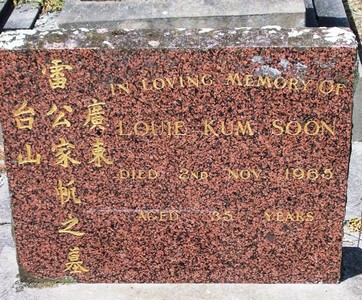 廣東
雷公家帆之墓
台山
IN LOVING MEMORY OF
LOUIE KUM SOON
DIED 2ND NOV. 1965
AGED 35 YEARS